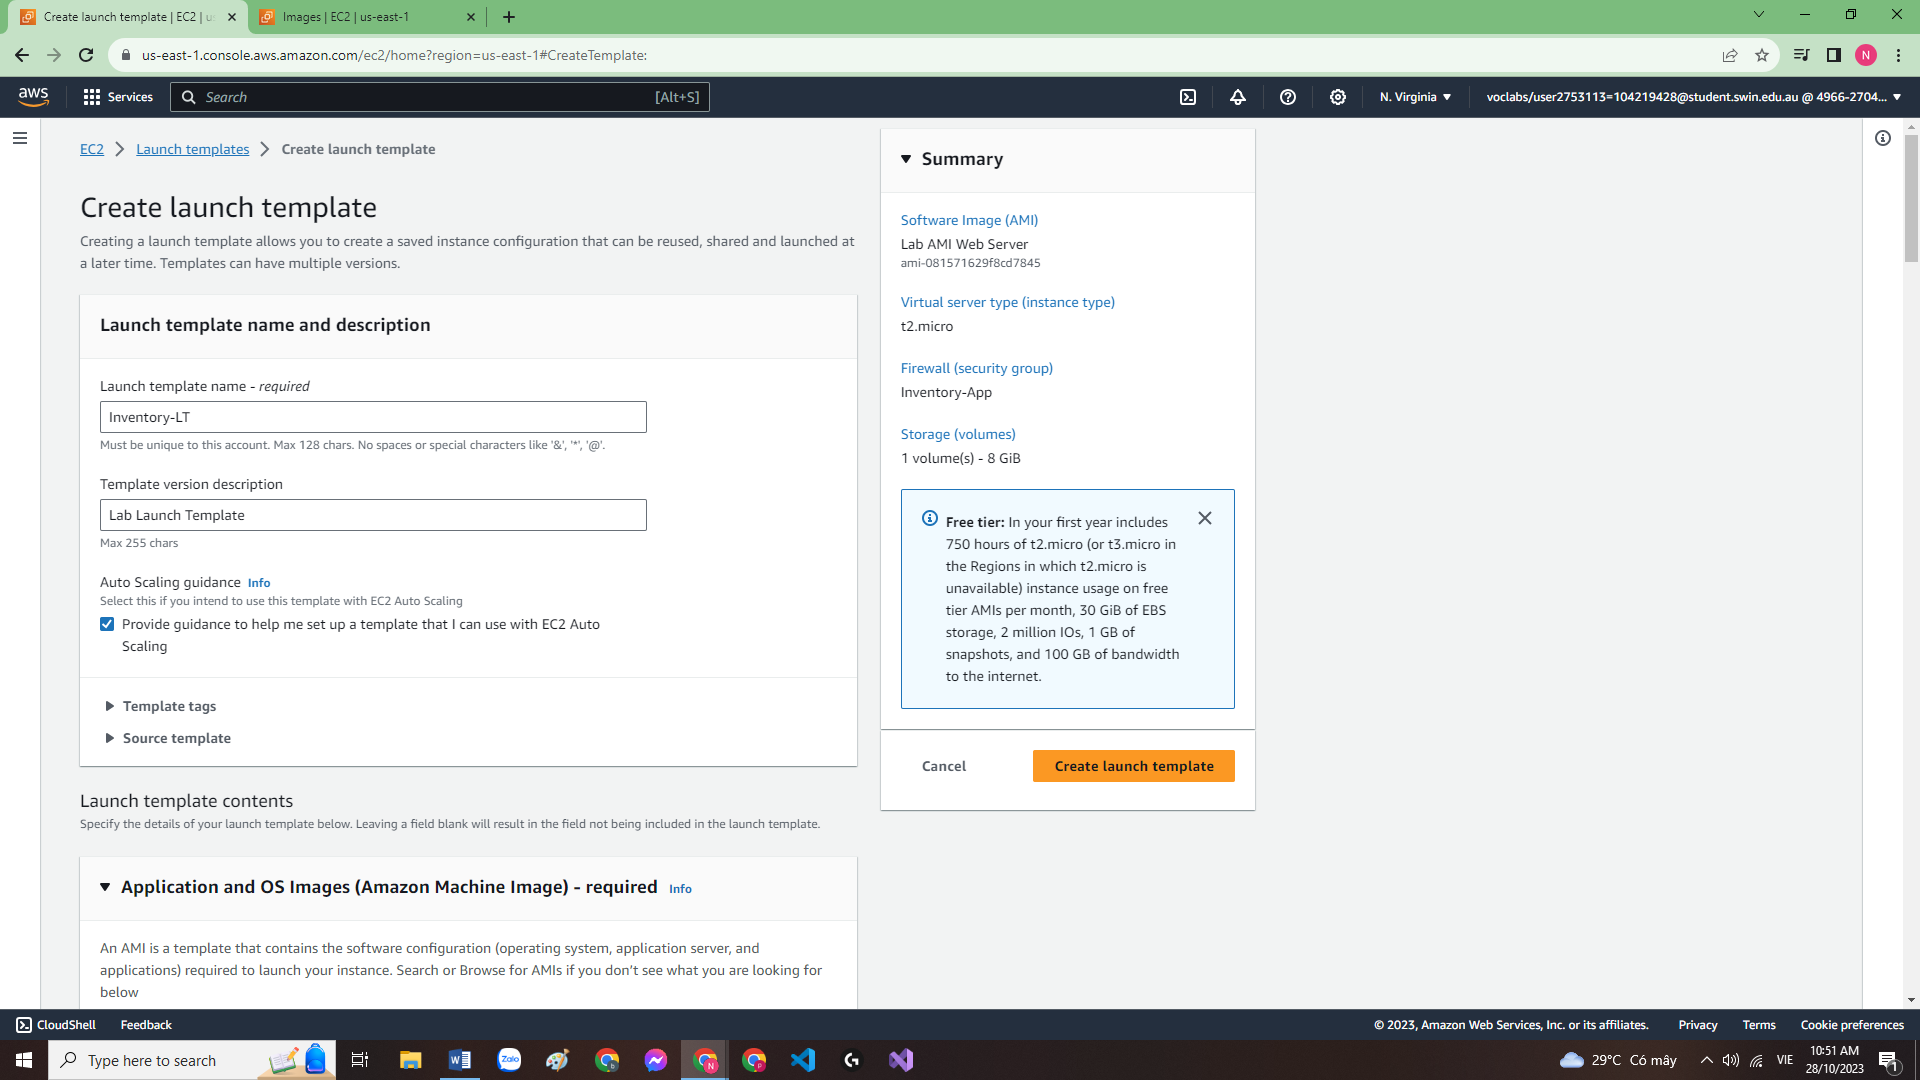 Create launch template | EC2 | us
Images | EC2 | us-east-1
us-east-1.console.aws.amazon.com/ec2/home?region=us-east-1#CreateTemplate:
N
aws
Services
Search
[Alt+S]
N. Virginia
voclabs/user2753113=104219428@student.swin.edu.au @ 4966-2704...
EC2
Launch templates
Create launch template
Create launch template
Creating a launch template allows you to create a saved instance configuration that can be reused, shared and launched at
a later time. Templates can have multiple versions.
Launch template name and description
Launch template name - required
Inventory-LT
Must be unique to this account. Max 128 chars. No spaces or special characters like '&', '*', '@'.
Template version description
Lab Launch Template
Max 255 chars
Auto Scaling guidance Info
Select this if you intend to use this template with EC2 Auto Scaling
Provide guidance to help me set up a template that I can use with EC2 Auto
Scaling
Template tags
Source template
Launch template contents
Specify the details of your launch template below. Leaving a field blank will result in the field not being included in the launch template.
Application and OS Images (Amazon Machine Image) - required Info
An AMI is a template that contains the software configuration (operating system, application server, and
applications) required to launch your instance. Search or Browse for AMIs if you don't see what you are looking for
below
Summary
Software Image (AMI)
Lab AMI Web Server
ami-081571629f8cd7845
Virtual server type (instance type)
t2.micro
Firewall (security group)
Inventory-App
Storage (volumes)
1 volume(s) - 8 GiB
Free tier: In your first year includes
750 hours of t2.micro (or t3.micro in
the Regions in which t2.micro is
unavailable) instance usage on free
tier AMIs per month, 30 GiB of EBS
storage, 2 million IOs, 1 GB of
snapshots, and 100 GB of bandwidth
to the internet.
Cancel
Create launch template
CloudShell
Feedback
© 2023, Amazon Web Services, Inc. or its affiliates.
Privacy
Terms
Cookie preferences
Type here to search
Zalo
29°C Có mây
VIE
10:51 AM
28/10/2023
1